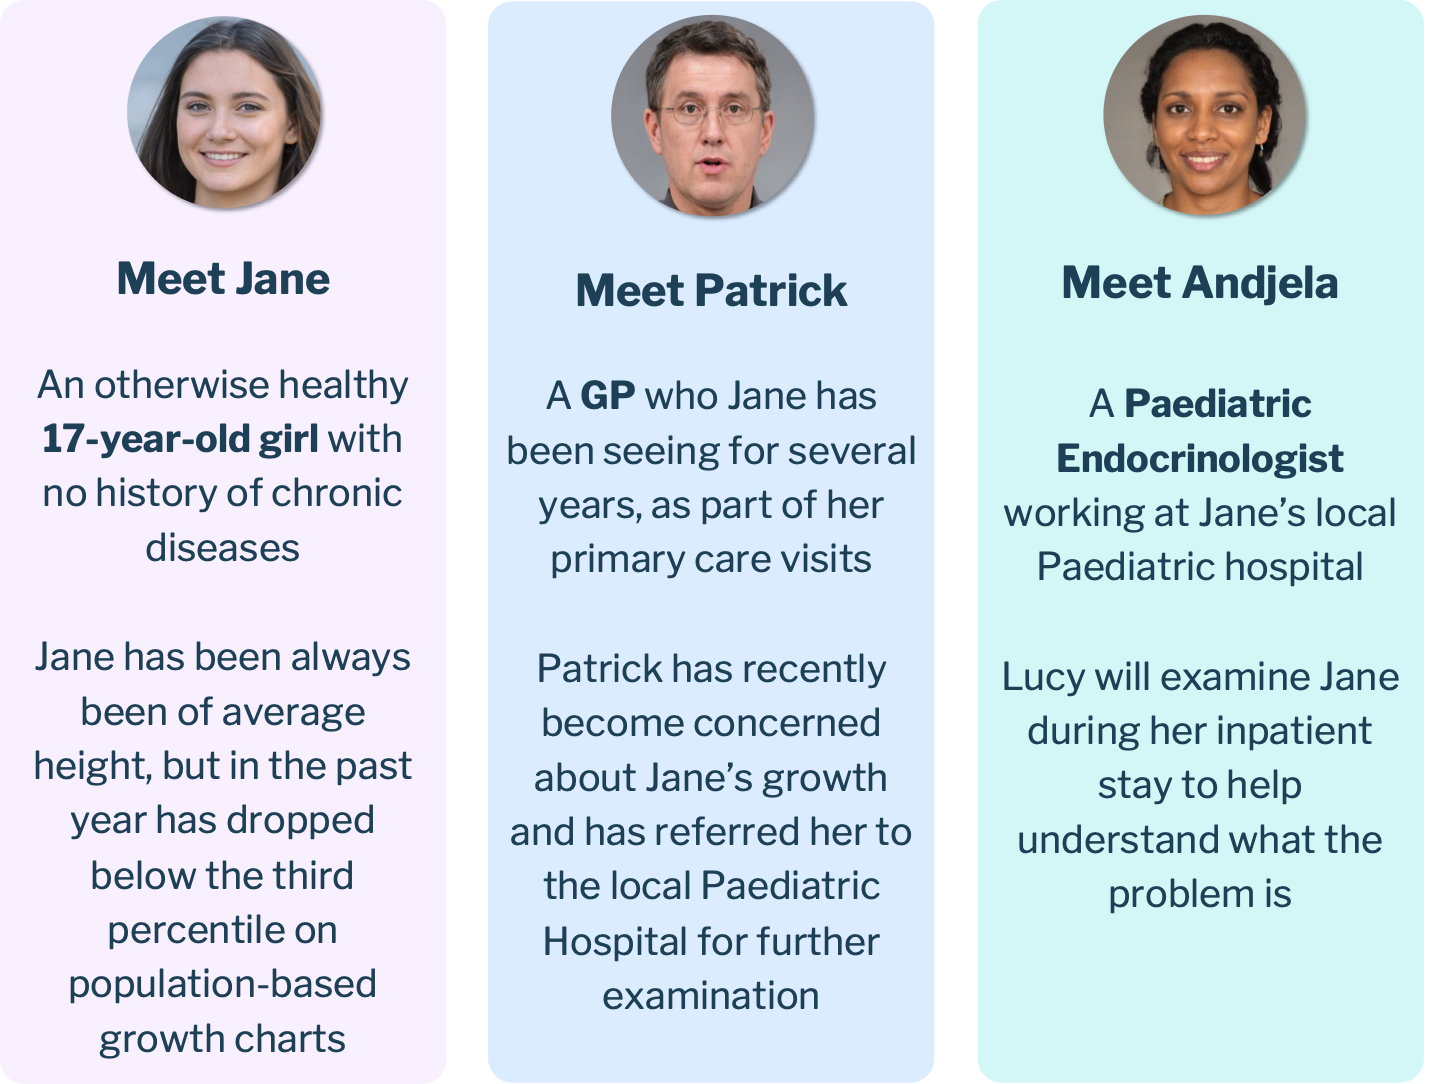 Meet Jane
An otherwise healthy
17-year-old girl with
no history of chronic
diseases
Jane has been always
been of average
height, but in the past
year has dropped
below the third
percentile on
population-based
growth charts
Meet Patrick
A GP who Jane has
been seeing for several
years, as part of her
primary care visits
Patrick has recently
become concerned
about Jane’s growth
and has referred her to
the local Paediatric
Hospital for further
examination
Meet Andjela
A Paediatric
Endocrinologist
working at Jane’s local
Paediatric hospital
Lucy will examine Jane
during her inpatient
stay to help
understand what the
problem is